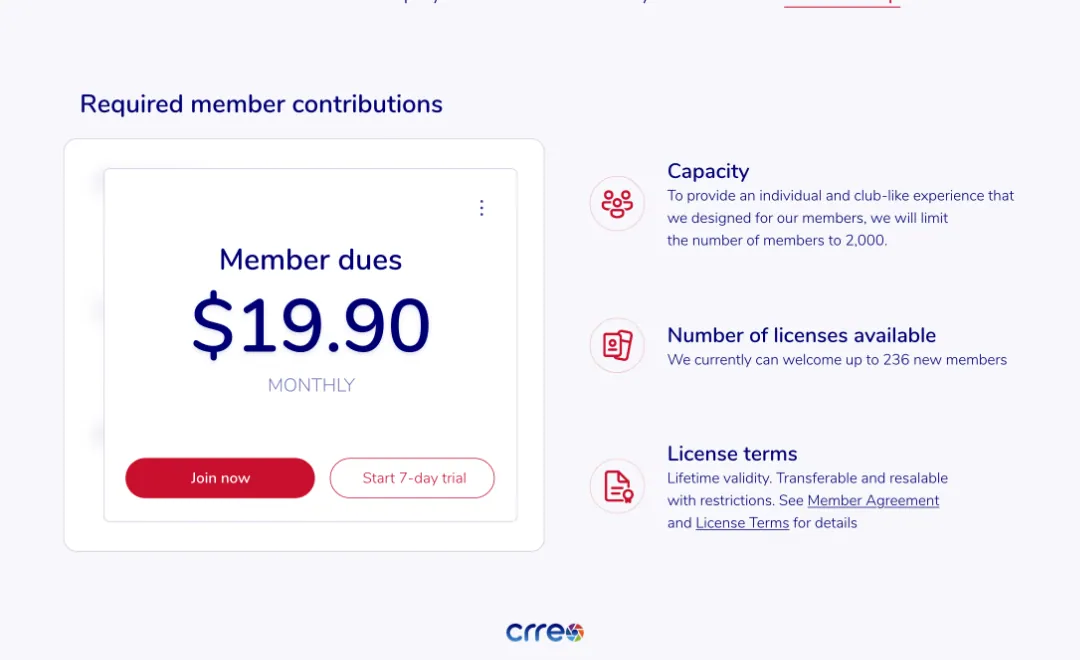 Required member contributions
Member dues
$19.90
MONTHLY
Join now
Start 7-day trial
Capacity
To provide an individual and club-like experience that
we designed for our members, we will limit
the number of members to 2,000.
Number of licenses available
We currently can welcome up to 236 new members
License terms
Lifetime validity. Transferable and resalable
with restrictions. See Member Agreement
and License Terms for details
crreo